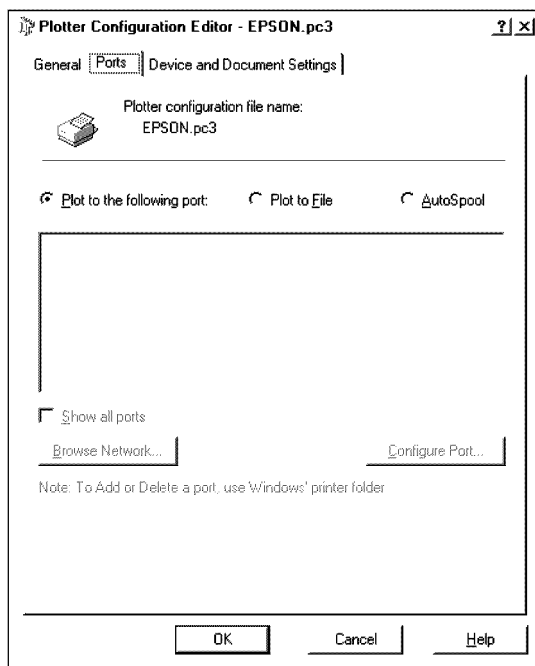 Plotter Configuration Editor - EPSON.pc3
General Ports Device and Document Settings
Plotter configuration file name:
EPSON.pc3
Plot to the following port: Plot to File AutoSpool
Show all ports
Browse Network... Configure Port...
Note: To Add or Delete a port, use Windows' printer folder
OK Cancel Help